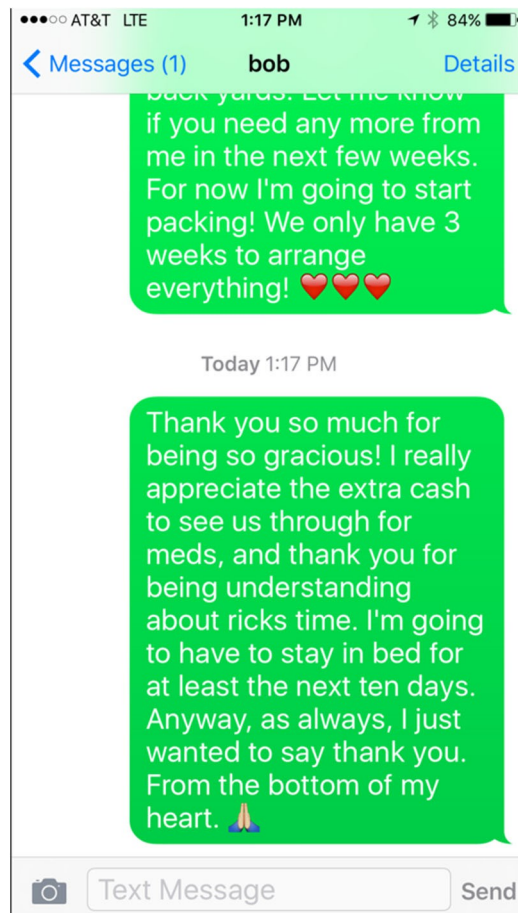 AT&T LTE 1:17 PM 84%
Messages (1) bob Details
back yards! Let me know
if you need any more from
me in the next few weeks.
For now I'm going to start
packing! We only have 3
weeks to arrange
everything! ❤️❤️❤️
Today 1:17 PM
Thank you so much for
being so gracious! I really
appreciate the extra cash
to see us through for
meds, and thank you for
being understanding
about ricks time. I'm going
to have to stay in bed for
at least the next ten days.
Anyway, as always, I just
wanted to say thank you.
From the bottom of my
heart. 🙏🏼
Text Message Send